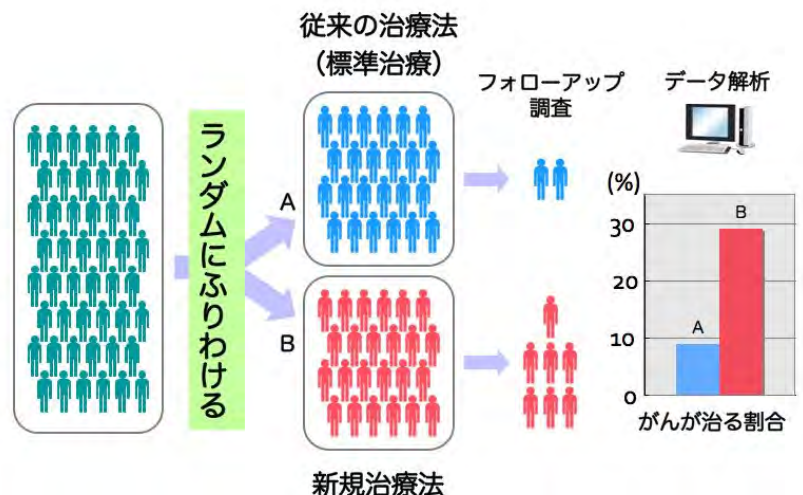 従来の治療法
（標準治療）
フォローアップ
調査
データ解析
ランダムにふりわける
A
B
新規治療法
(%)
30
20
10
0
A
B
がんが治る割合